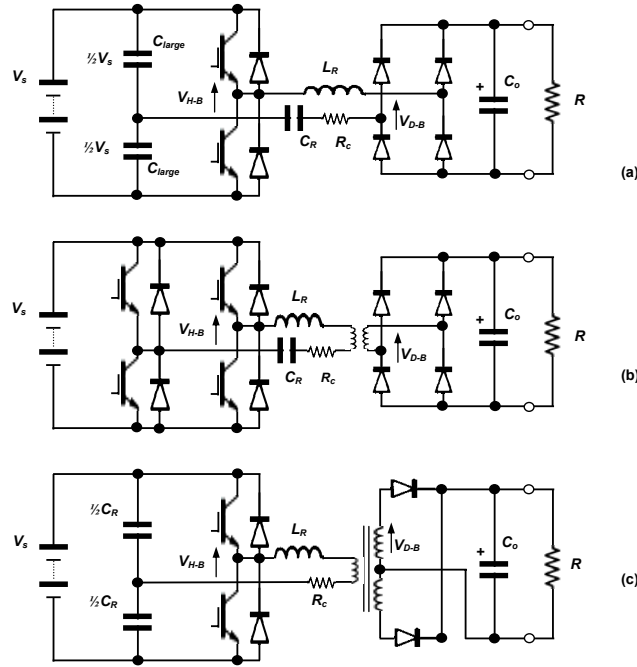 C_large
½V_s
V_s
L_R
V_H-B
+
C_o
R
V_D-B
C_R
R_c
½V_s
C_large
(a)
V_s
L_R
V_H-B
+
C_o
R
V_D-B
C_R
R_c
(b)
½C_R
V_s
L_R
V_H-B
V_D-B
+
C_o
R
R_c
½C_R
(c)